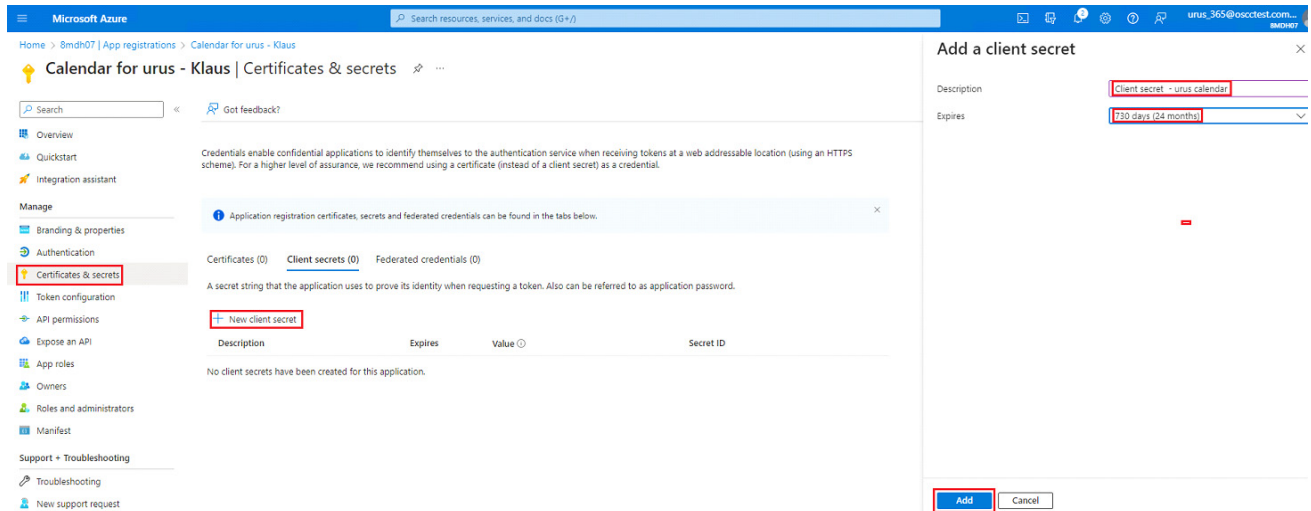 Microsoft Azure
Search resources, services, and docs (G+/)
2
urus_365@oscctest.com...
8MDH07
Home > 8mdh07 | App registrations > Calendar for urus - Klaus
Calendar for urus - Klaus | Certificates & secrets
Search
Overview
Quickstart
Integration assistant
Manage
Branding & properties
Authentication
Certificates & secrets
Token configuration
API permissions
Expose an API
App roles
Owners
Roles and administrators
Manifest
Support + Troubleshooting
Troubleshooting
New support request
Got feedback?
Credentials enable confidential applications to identify themselves to the authentication service when receiving tokens at a web addressable location (using an HTTPS
scheme). For a higher level of assurance, we recommend using a certificate (instead of a client secret) as a credential.
Application registration certificates, secrets and federated credentials can be found in the tabs below.
Certificates (0) Client secrets (0) Federated credentials (0)
A secret string that the application uses to prove its identity when requesting a token. Also can be referred to as application password.
New client secret
Description Expires Value Secret ID
No client secrets have been created for this application.
Add a client secret
Description Client secret - urus calendar
Expires 730 days (24 months)
Add Cancel